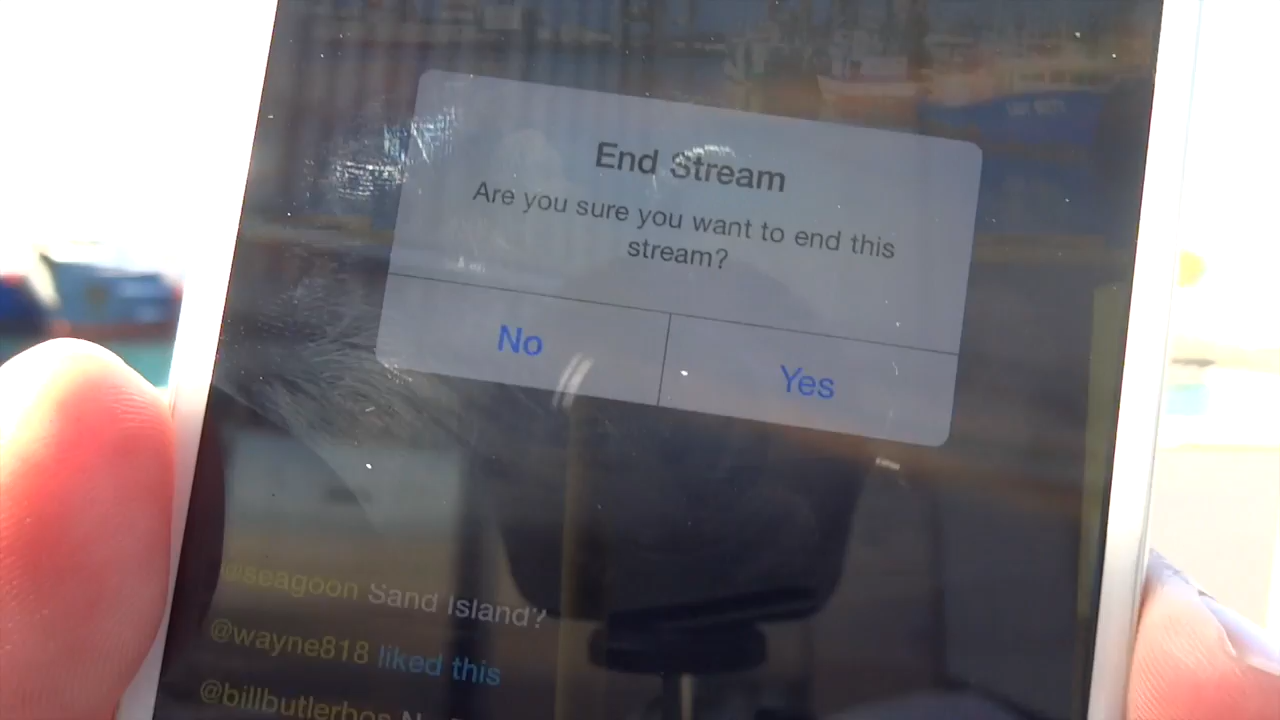 End Stream
Are you sure you want to end this
stream?
No
Yes
@seagoon Sand Island?
@wayne818 liked this